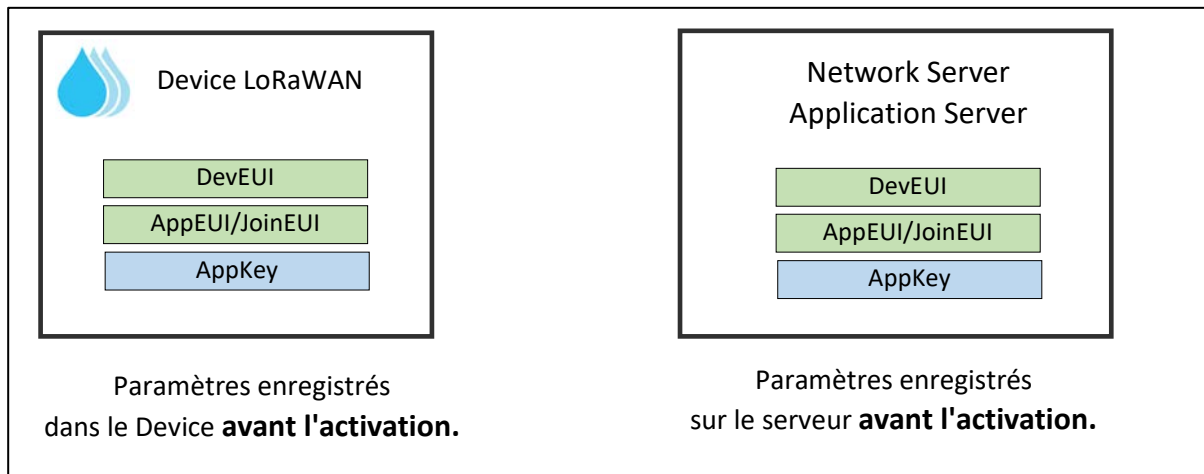 Device LoRaWAN
DevEUI
AppEUI/JoinEUI
AppKey
Paramètres enregistrés
dans le Device avant l'activation.
Network Server
Application Server
DevEUI
AppEUI/JoinEUI
AppKey
Paramètres enregistrés
sur le serveur avant l'activation.